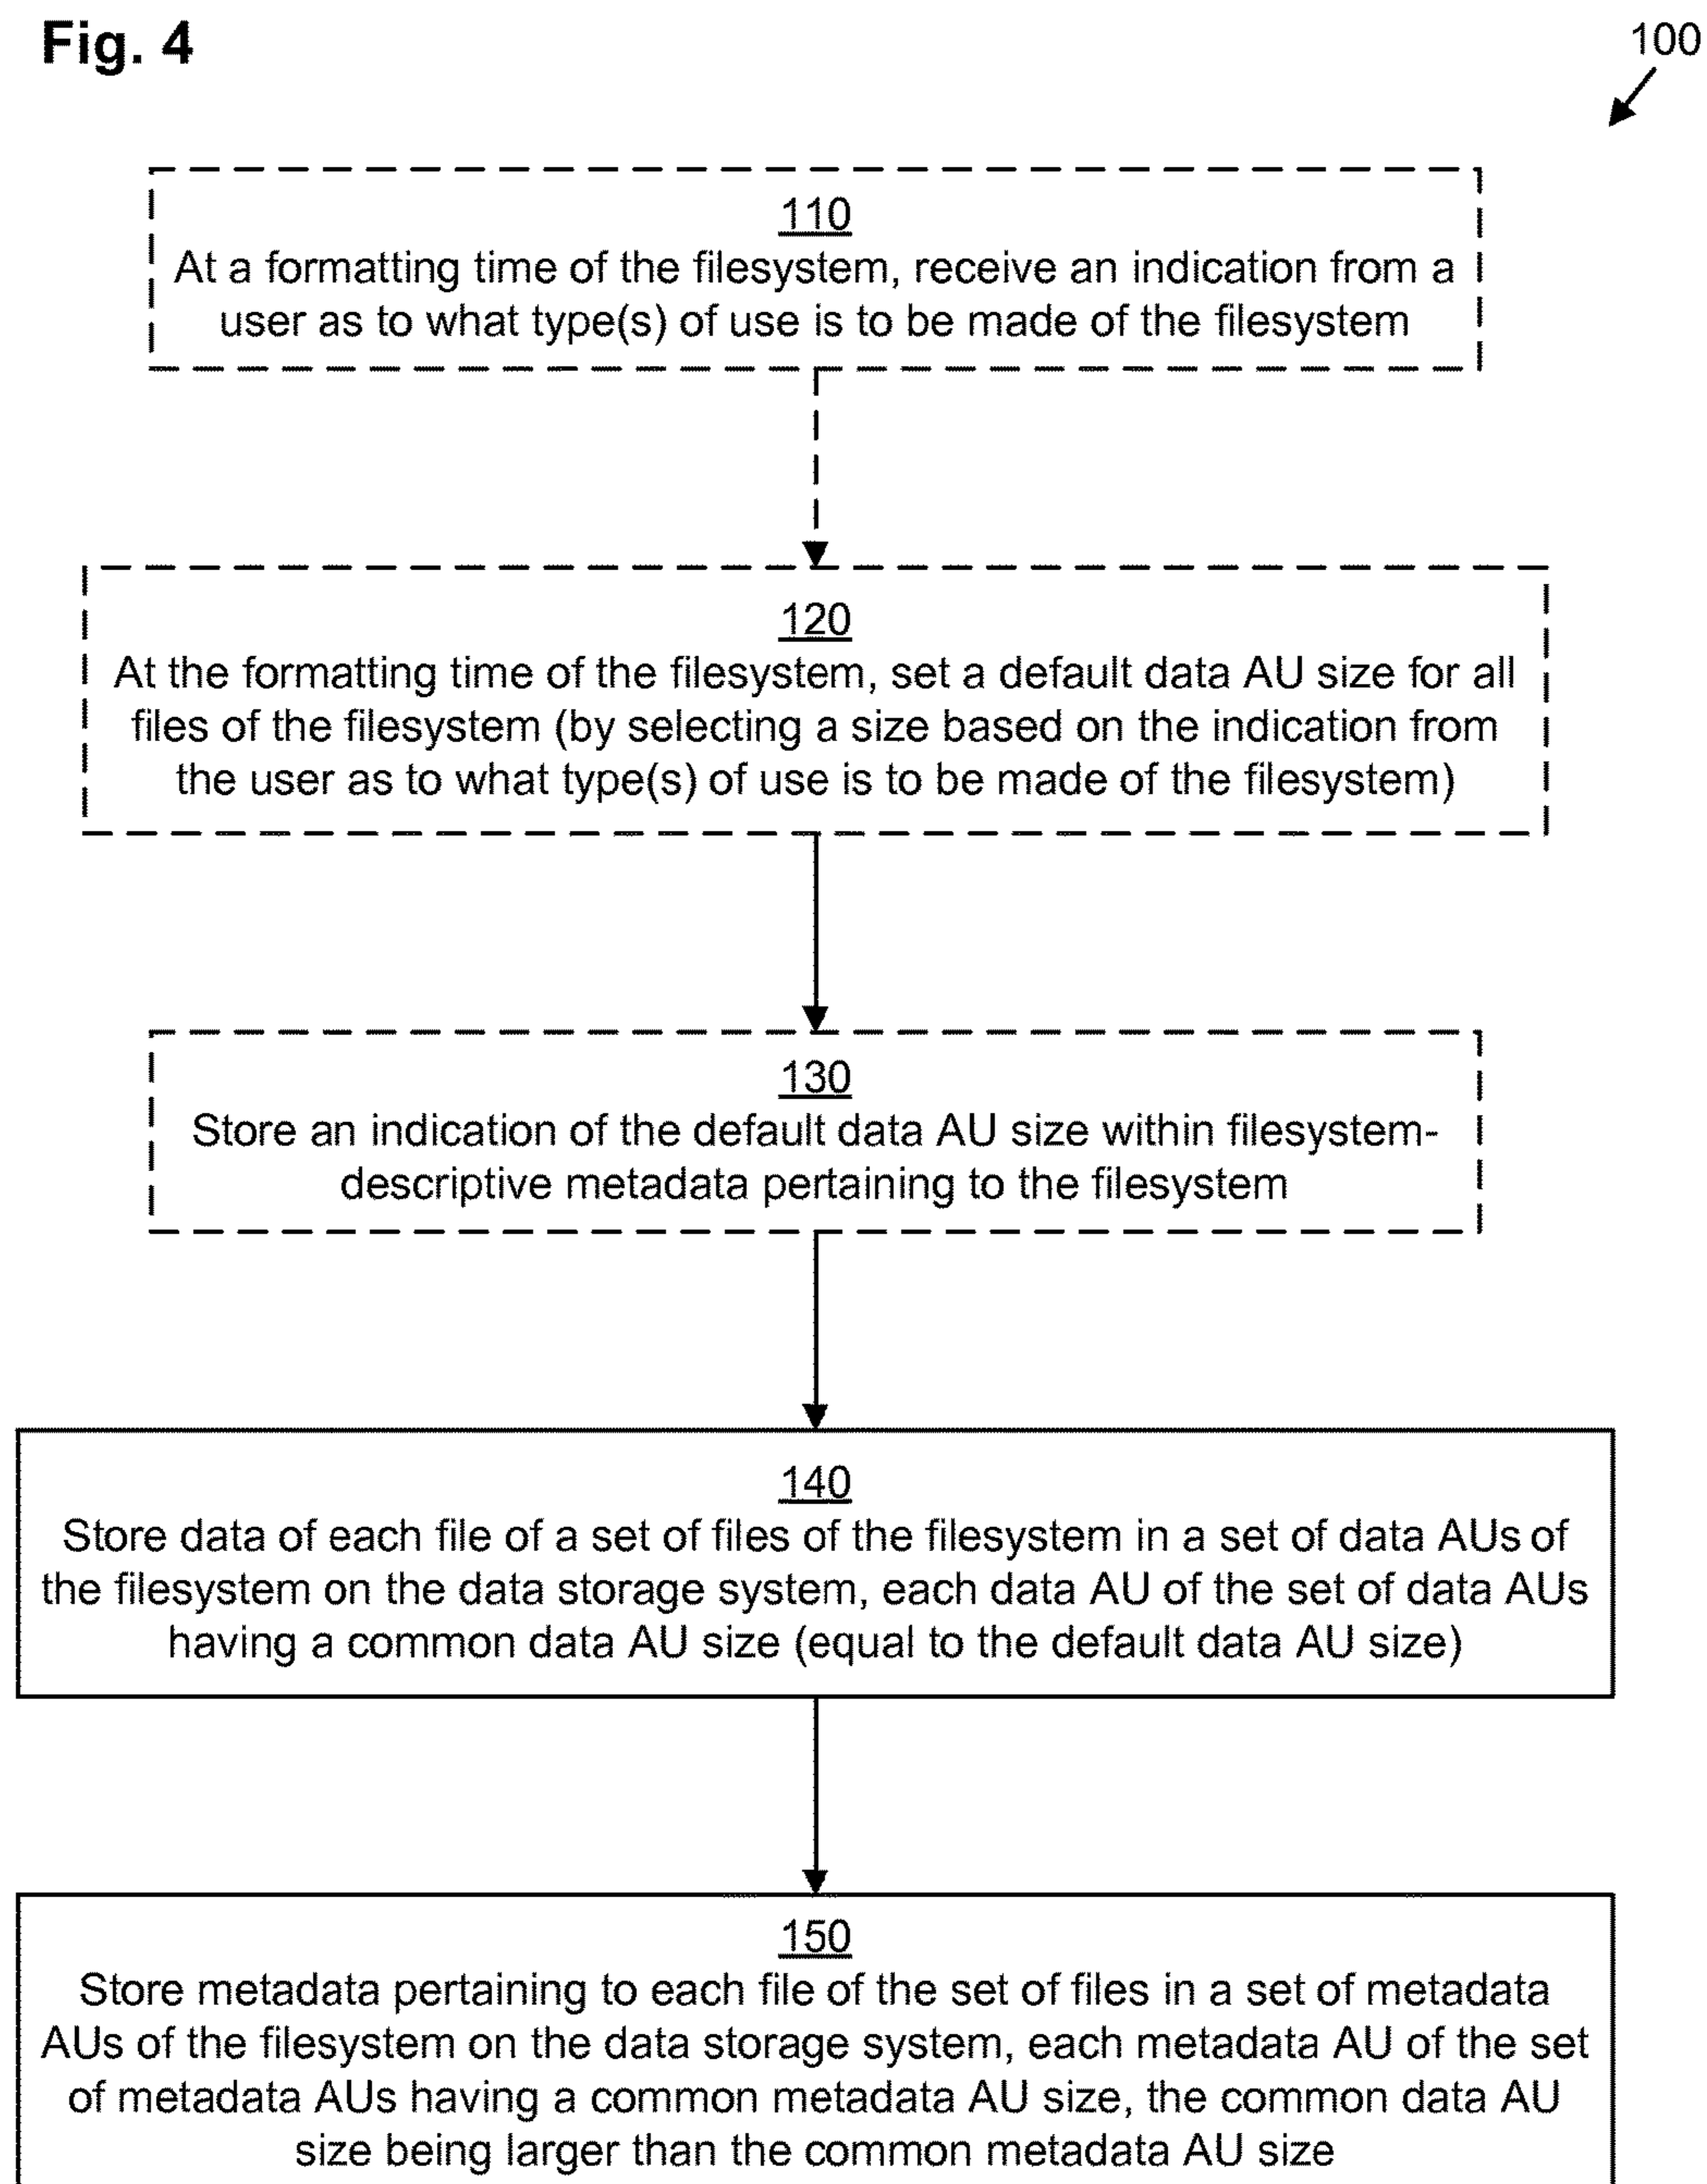 Fig. 4
100
110
At a formatting time of the filesystem, receive an indication from a
user as to what type(s) of use is to be made of the filesystem
120
At the formatting time of the filesystem, set a default data AU size for all
files of the filesystem (by selecting a size based on the indication from
the user as to what type(s) of use is to be made of the filesystem)
130
Store an indication of the default data AU size within filesystem-
descriptive metadata pertaining to the filesystem
140
Store data of each file of a set of files of the filesystem in a set of data AUs of
the filesystem on the data storage system, each data AU of the set of data AUs
having a common data AU size (equal to the default data AU size)
150
Store metadata pertaining to each file of the set of files in a set of metadata
AUs of the filesystem on the data storage system, each metadata AU of the set
of metadata AUs having a common metadata AU size, the common data AU
size being larger than the common metadata AU size